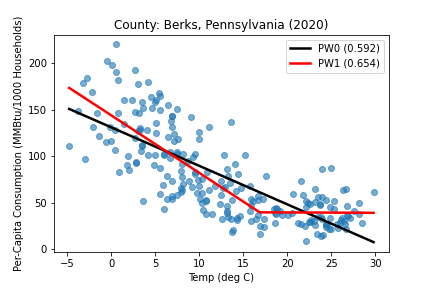 County: Berks, Pennsylvania (2020)
PW0 (0.592)
PW1 (0.654)
Per-Capita Consumption (MMBtu/1000 Households)
200
150
100
50
0
−5
0
5
10
15
20
25
30
Temp (deg C)